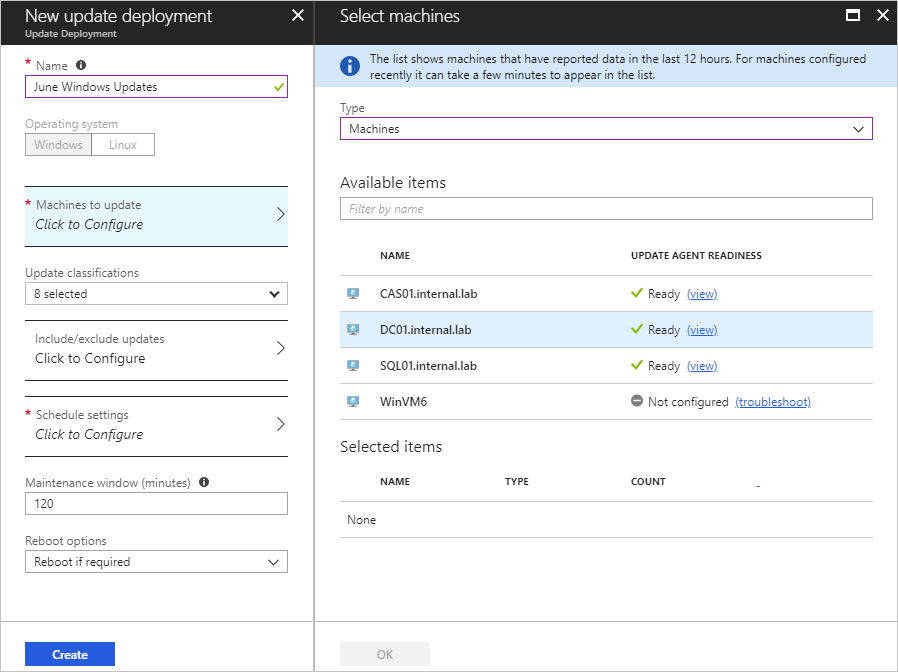 New update deployment
Update Deployment
* Name
June Windows Updates
Operating system
Windows Linux
* Machines to update
Click to Configure
Update classifications
8 selected
Include/exclude updates
Click to Configure
* Schedule settings
Click to Configure
Maintenance window (minutes)
120
Reboot options
Reboot if required
Create
Select machines
The list shows machines that have reported data in the last 12 hours. For machines configured
recently it can take a few minutes to appear in the list.
Type
Machines
Available items
Filter by name
NAME UPDATE AGENT READINESS
CAS01.internal.lab Ready (view)
DC01.internal.lab Ready (view)
SQL01.internal.lab Ready (view)
WinVM6 Not configured (troubleshoot)
Selected items
NAME TYPE COUNT
None
OK